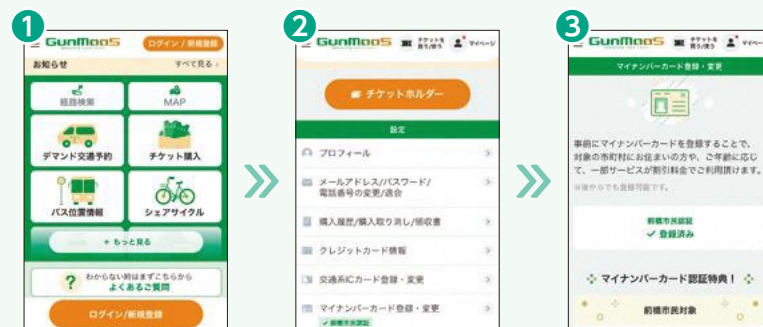 1
GunMaaS
ログイン / 新規登録
お知らせ
すべて見る
経路検索
MAP
デマンド交通予約
チケット購入
バス位置情報
シェアサイクル
+ もっと見る
わからない時はまずこちらから
よくあるご質問
ログイン/新規登録
2
GunMaaS
チケットを
買う/使う
マイページ
チケットホルダー
設定
プロフィール
メールアドレス/パスワード/
電話番号の変更/退会
購入履歴/購入取り消し/領収書
クレジットカード情報
交通系ICカード登録・変更
マイナンバーカード登録・変更
✓ 前橋市民認証
3
GunMaaS
チケットを
買う/使う
マイペー
マイナンバーカード登録・変更
事前にマイナンバーカードを登録することで、
対象の市町村にお住まいの方や、ご年齢に応じ
て、一部サービスが割引料金でご利用頂けます。
※後からでも登録可能です。
前橋市民認証
✓ 登録済み
マイナンバーカード認証特典！
前橋市民対象